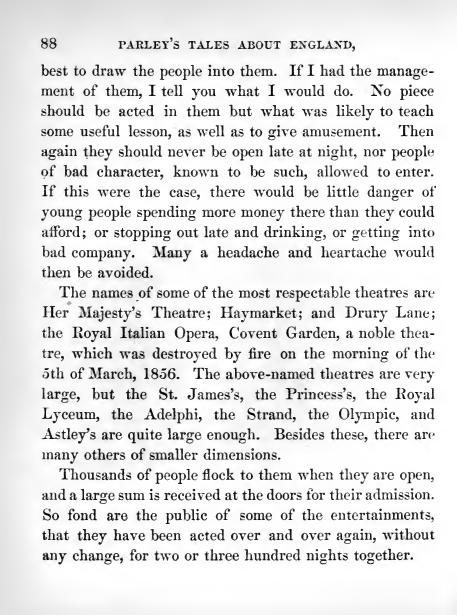 88 PARLEY'S TALES ABOUT ENGLAND,
best to draw the people into them. If I had the manage-
ment of them, I tell you what I would do. No piece
should be acted in them but what was likely to teach
some useful lesson, as well as to give amusement. Then
again they should never be open late at night, nor people
of bad character, known to be such, allowed to enter.
If this were the case, there would be little danger of
young people spending more money there than they could
afford; or stopping out late and drinking, or getting into
bad company. Many a headache and heartache would
then be avoided.
The names of some of the most respectable theatres are
Her Majesty's Theatre; Haymarket; and Drury Lane;
the Royal Italian Opera, Covent Garden, a noble thea-
tre, which was destroyed by fire on the morning of the
5th of March, 1856. The above-named theatres are very
large, but the St. James's, the Princess's, the Royal
Lyceum, the Adelphi, the Strand, the Olympic, and
Astley's are quite large enough. Besides these, there are
many others of smaller dimensions.
Thousands of people flock to them when they are open,
and a large sum is received at the doors for their admission.
So fond are the public of some of the entertainments,
that they have been acted over and over again, without
any change, for two or three hundred nights together.